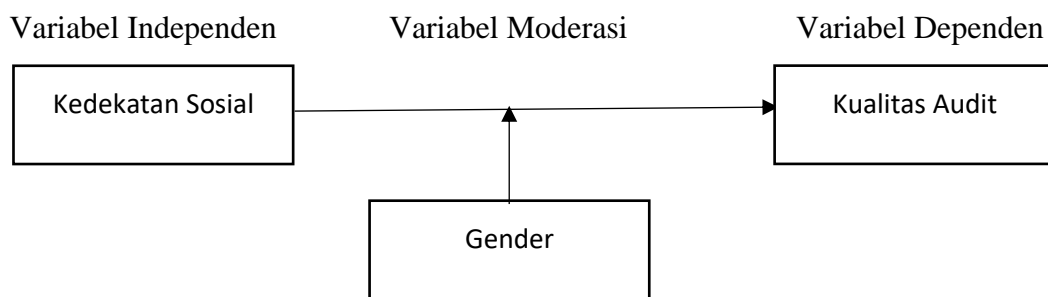 Variabel Independen Variabel Moderasi Variabel Dependen
Kedekatan Sosial Kualitas Audit
Gender